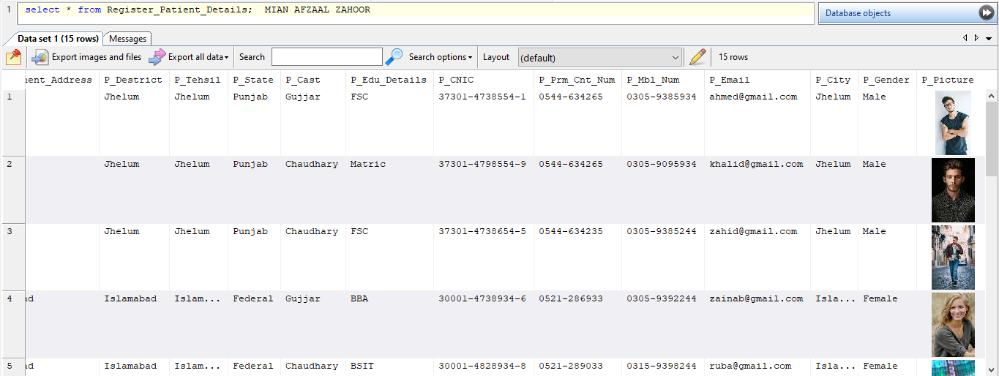 1 select * from Register_Patient_Details; MIAN AFZAAL ZAHOOR
Database objects
Data set 1 (15 rows) Messages
Export images and files Export all data Search Search options Layout (default) 15 rows
ment_Address P_Destrict P_Tehsil P_State P_Cast P_Edu_Details P_CNIC P_Prm_Cnt_Num P_Mbl_Num P_Email P_City P_Gender P_Picture
1 Jhelum Jhelum Punjab Gujjar FSC 37301-4738554-1 0544-634265 0305-9385934 ahmed@gmail.com Jhelum Male
2 Jhelum Jhelum Punjab Chaudhary Matric 37301-4798554-9 0544-634265 0305-9095934 khalid@gmail.com Jhelum Male
3 Jhelum Jhelum Punjab Chaudhary FSC 37301-4738654-5 0544-634235 0305-9385244 zahid@gmail.com Jhelum Male
4 ad Islamabad Islam... Federal Gujjar BBA 30001-4738934-6 0521-286933 0305-9392244 zainab@gmail.com Isla... Female
5 ad Islamabad Islam... Federal Chaudhary BSIT 30001-4828934-8 0521-289033 0315-9398244 ruba@gmail.com Isla... Female